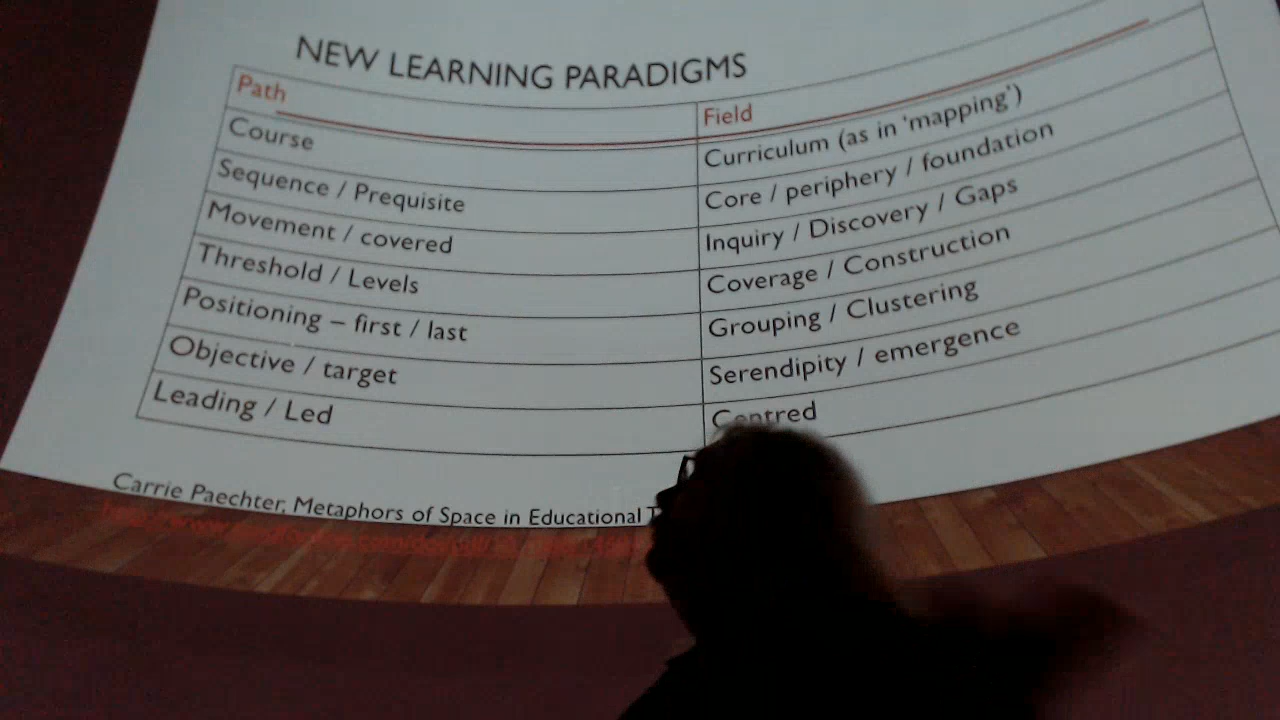 NEW LEARNING PARADIGMS
Path Field
Course Curriculum (as in 'mapping')
Sequence / Prequisite Core / periphery / foundation
Movement / covered Inquiry / Discovery / Gaps
Threshold / Levels Coverage / Construction
Positioning – first / last Grouping / Clustering
Objective / target Serendipity / emergence
Leading / Led Centred
Carrie Paechter, Metaphors of Space in Educational